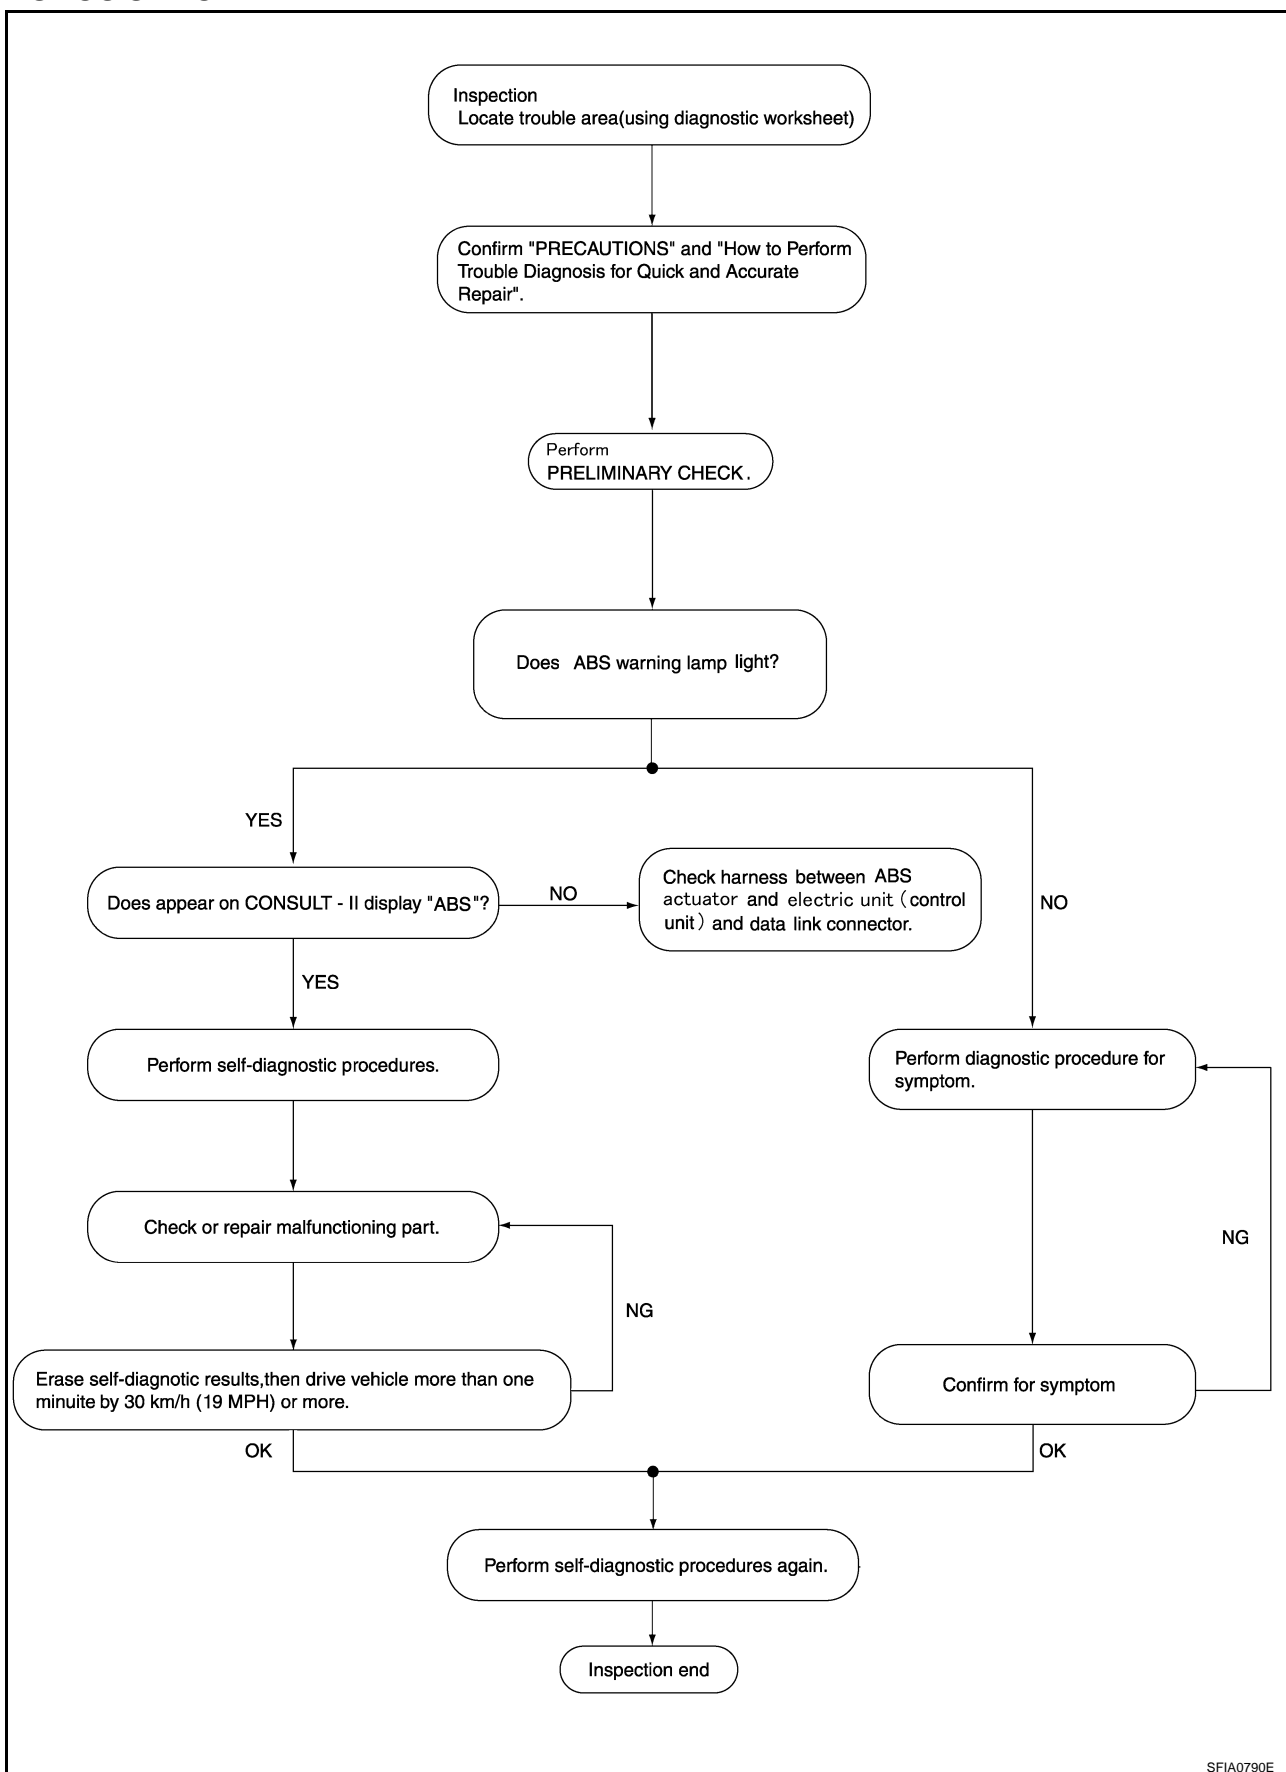 Inspection
Locate trouble area(using diagnostic worksheet)
Confirm "PRECAUTIONS" and "How to Perform
Trouble Diagnosis for Quick and Accurate
Repair".
Perform
PRELIMINARY CHECK.
Does ABS warning lamp light?
YES
NO
Does appear on CONSULT - II display "ABS"?
NO
Check harness between ABS
actuator and electric unit (control
unit) and data link connector.
YES
Perform self-diagnostic procedures.
Perform diagnostic procedure for
symptom.
Check or repair malfunctioning part.
NG
NG
Erase self-diagnotic results,then drive vehicle more than one
minuite by 30 km/h (19 MPH) or more.
Confirm for symptom
OK
OK
Perform self-diagnostic procedures again.
Inspection end
SFIA0790E